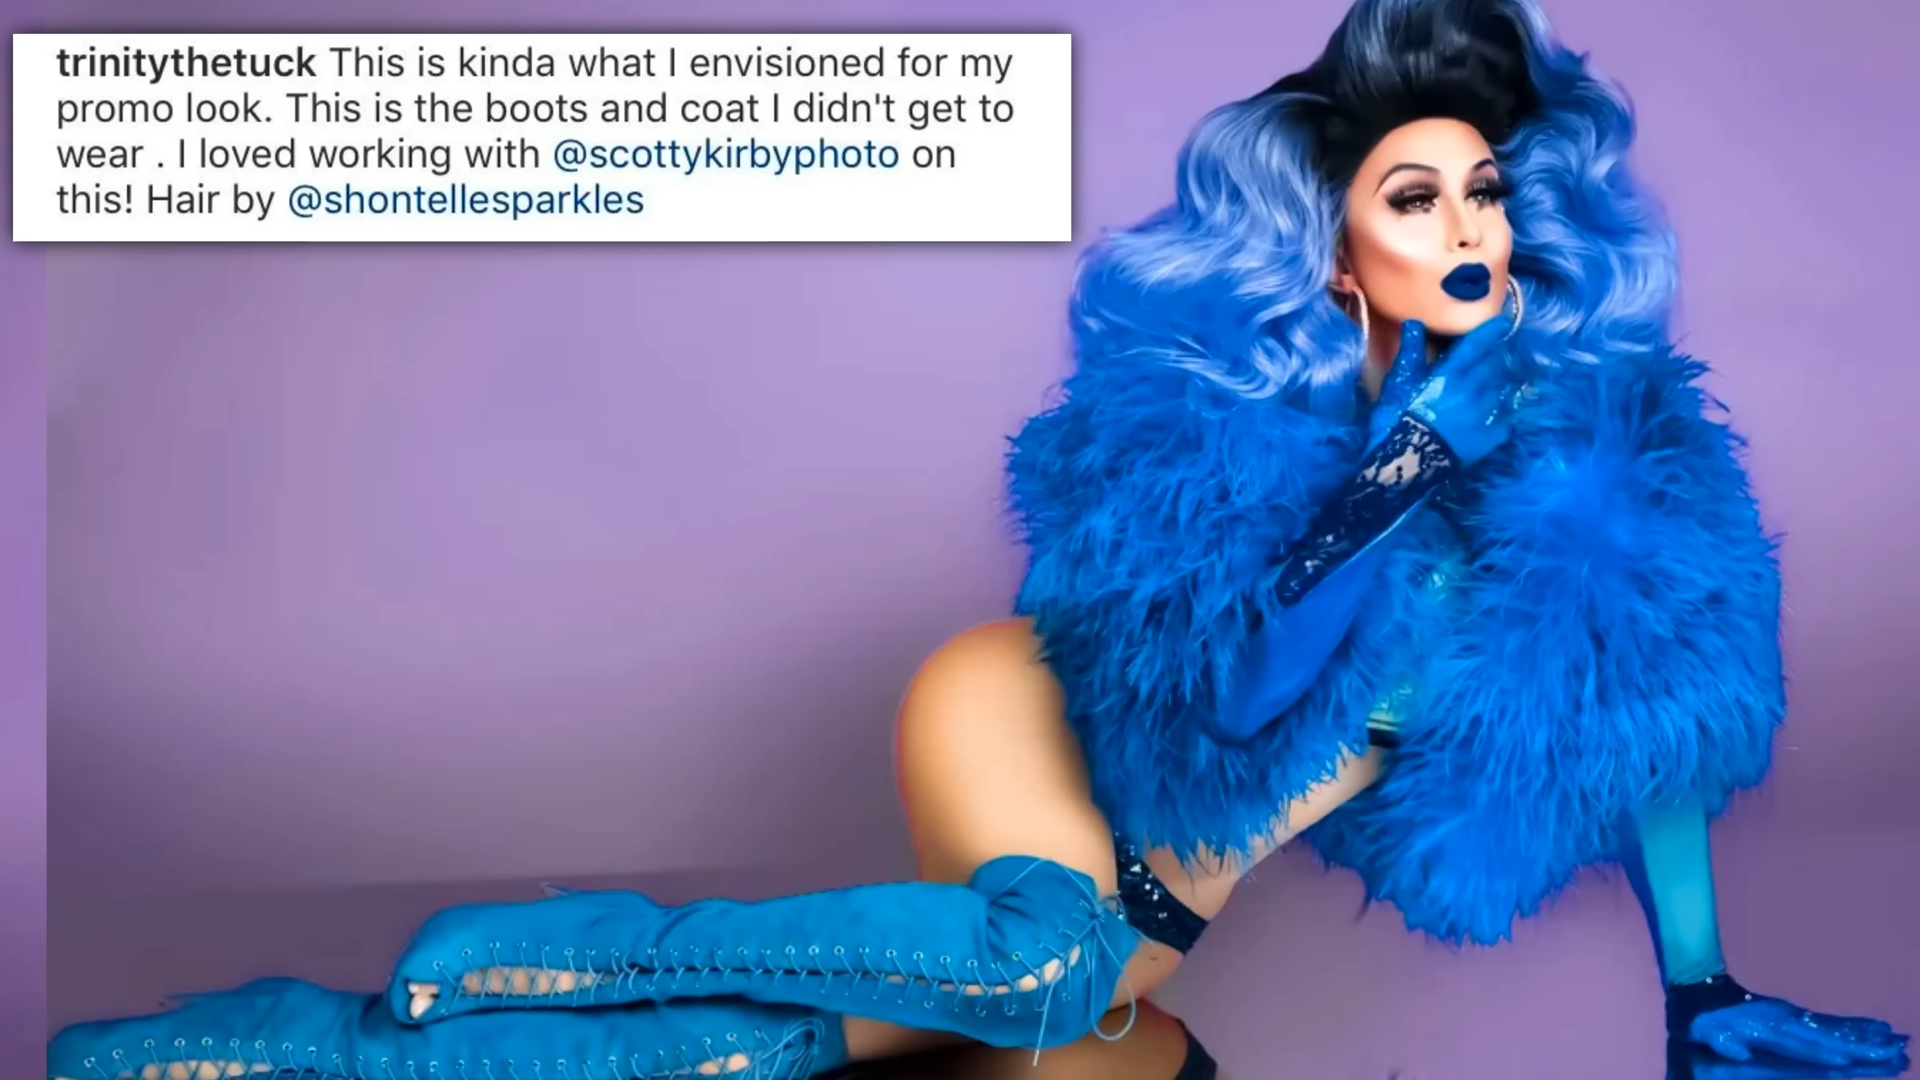 trinitythetuck This is kinda what I envisioned for my
promo look. This is the boots and coat I didn't get to
wear . I loved working with @scottykirbyphoto on
this! Hair by @shontellesparkles